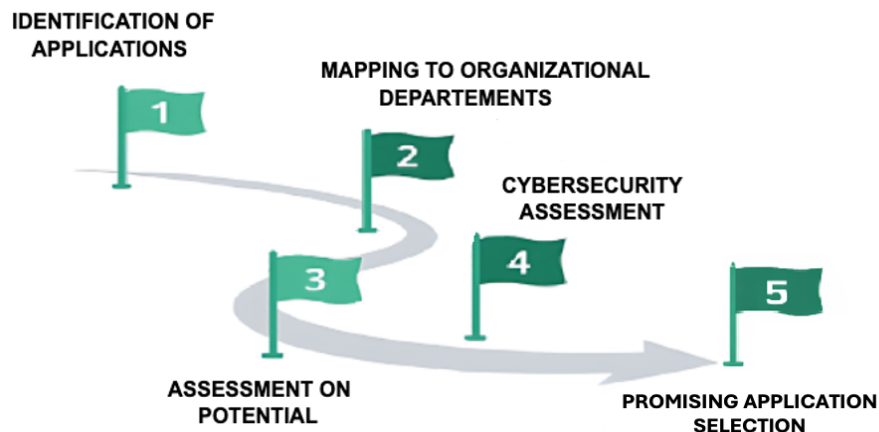 IDENTIFICATION OF
APPLICATIONS
1
MAPPING TO ORGANIZATIONAL
DEPARTEMENTS
2
CYBERSECURITY
ASSESSMENT
4
3
5
ASSESSMENT ON
POTENTIAL
PROMISING APPLICATION
SELECTION